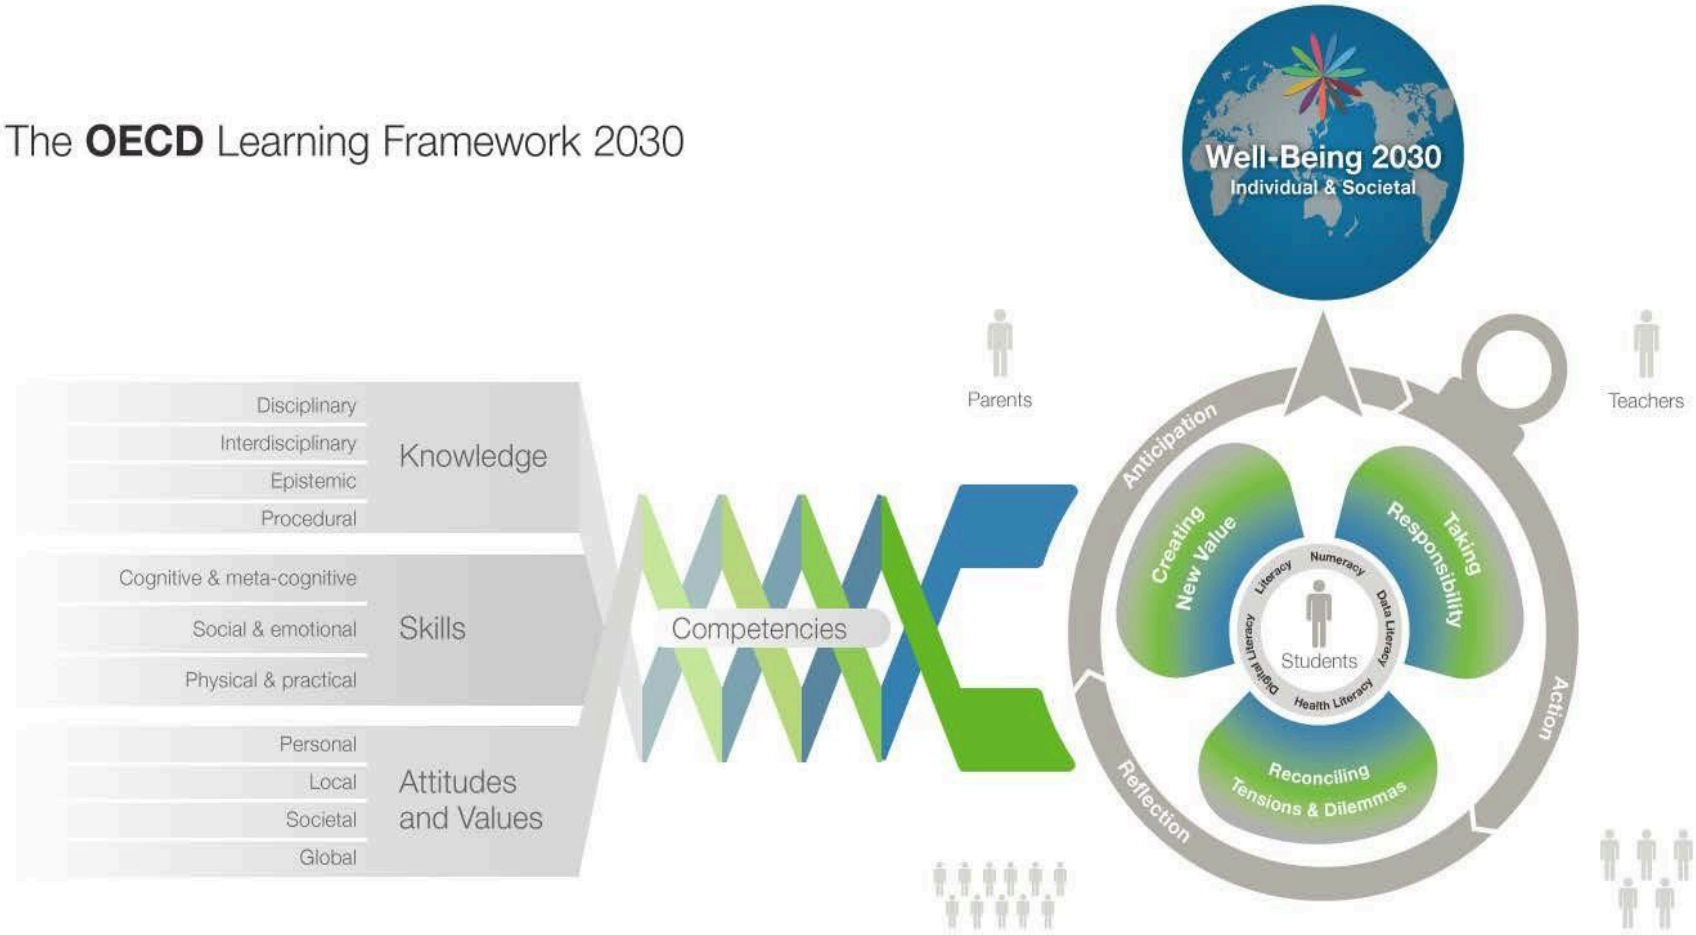 The OECD Learning Framework 2030
Well-Being 2030
Individual & Societal
Parents
Teachers
Disciplinary
Interdisciplinary
Epistemic
Procedural
Knowledge
Cognitive & meta-cognitive
Social & emotional
Physical & practical
Skills
Personal
Local
Societal
Global
Attitudes
and Values
Competencies
Anticipation
Action
Reflection
Creating
New Value
Taking
Responsibility
Reconciling
Tensions & Dilemmas
Literacy
Numeracy
Data Literacy
Health Literacy
Digital Literacy
Students